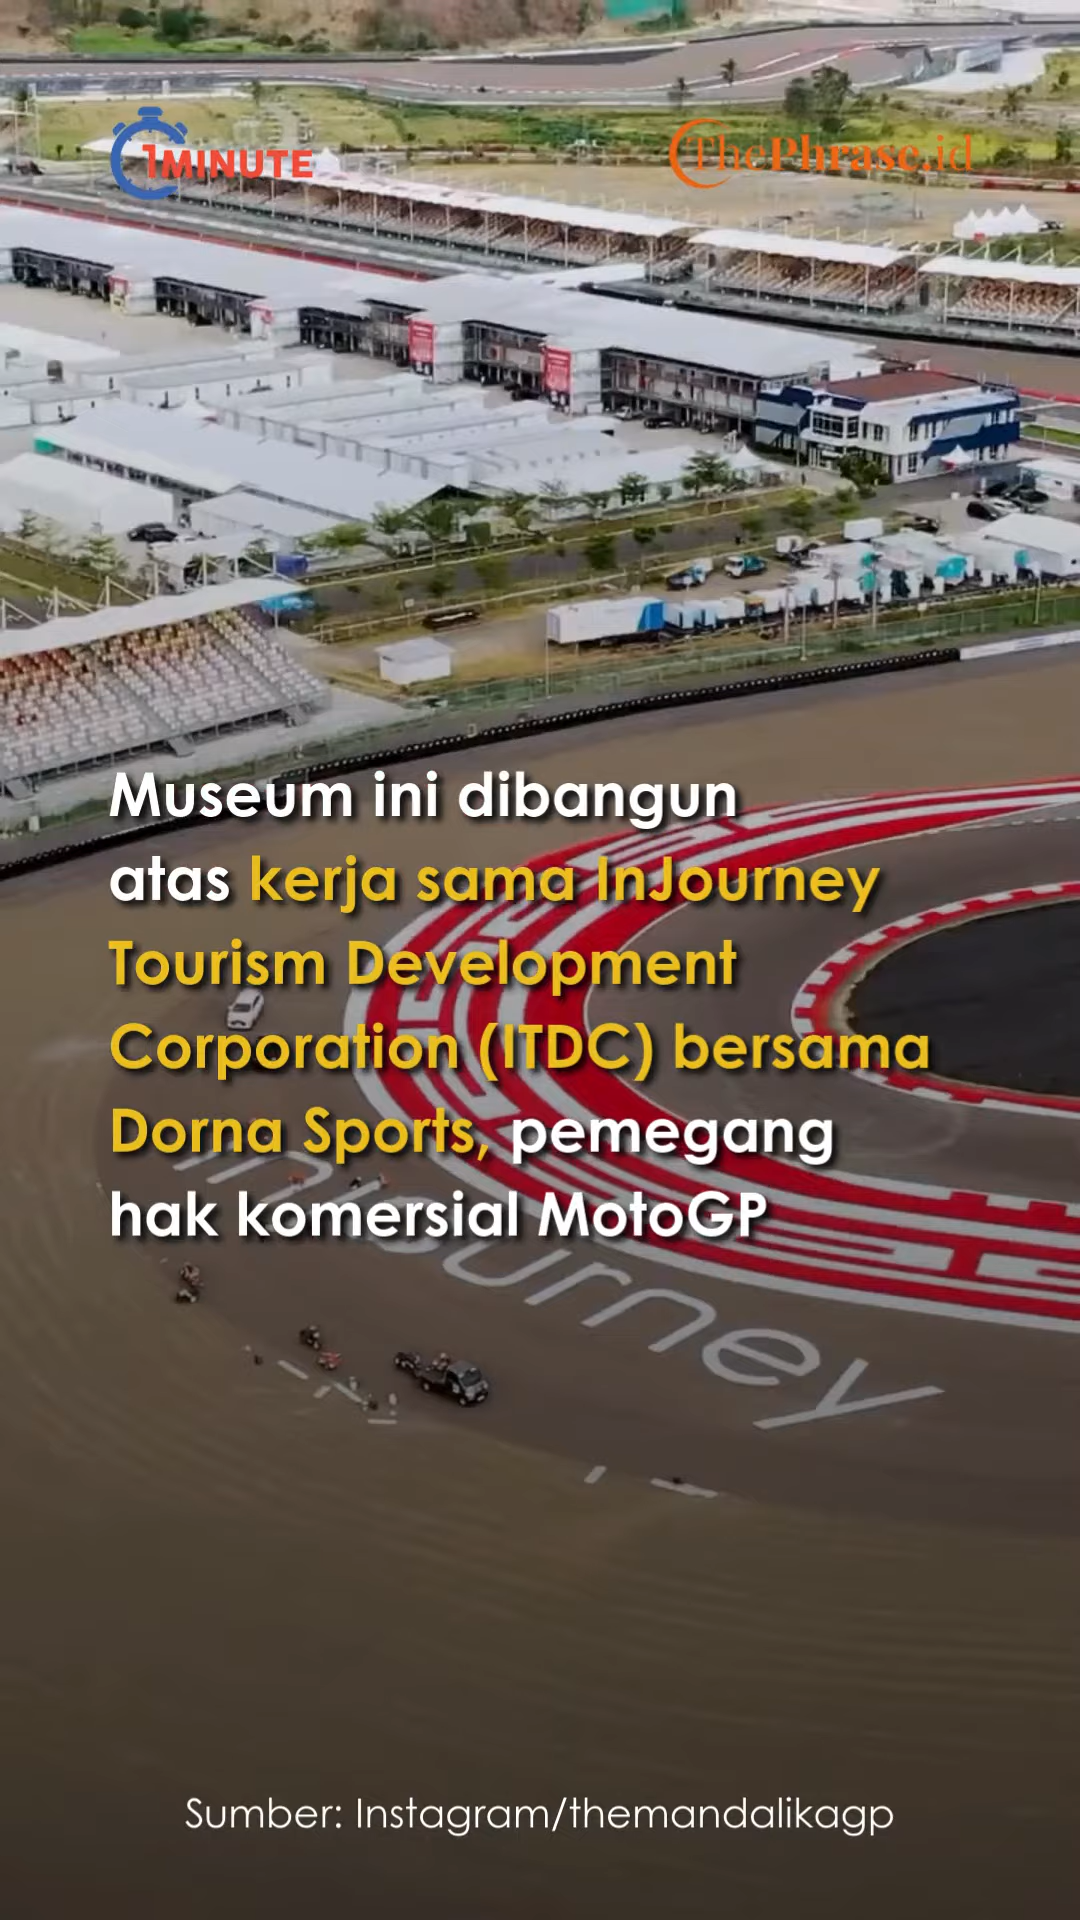 1MINUTE
ThePhrase.id
Museum ini dibangun
atas kerja sama InJourney
Tourism Development
Corporation (ITDC) bersama
Dorna Sports, pemegang
hak komersial MotoGP
injourney
Sumber: Instagram/themandalikagp